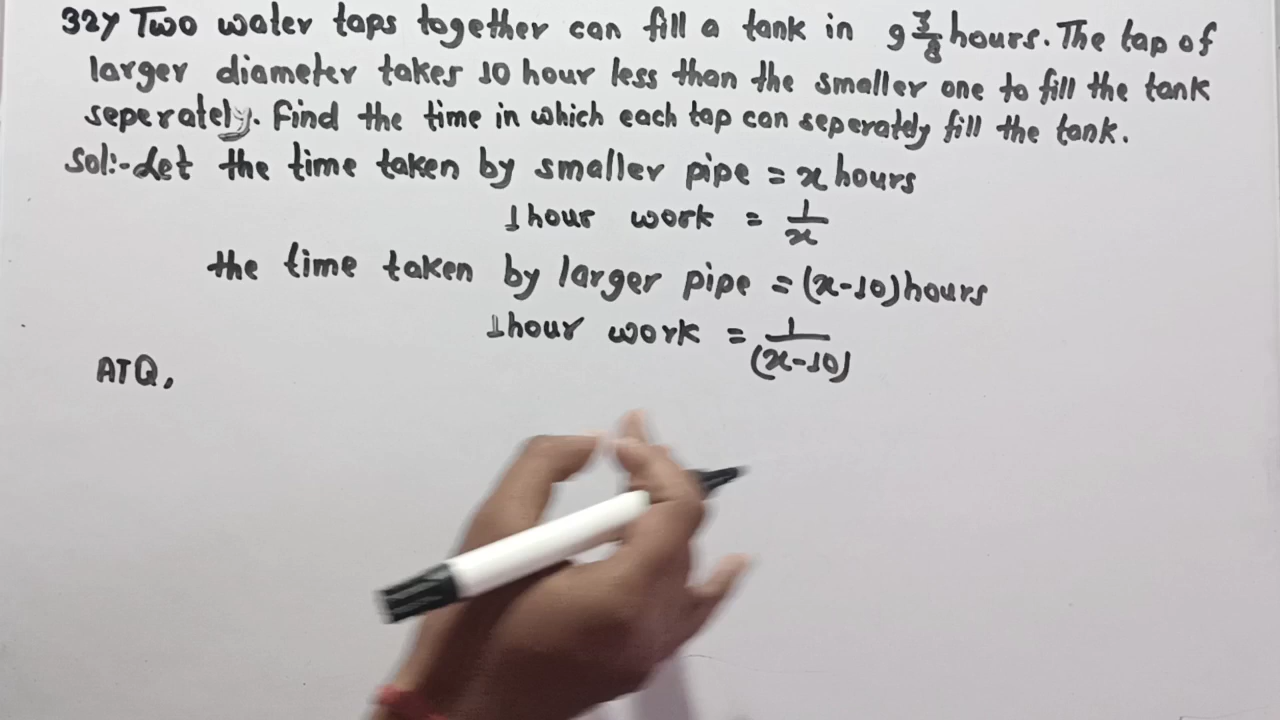 32) Two water taps together can fill a tank in 9 3/8 hours. The tap of
larger diameter takes 10 hour less than the smaller one to fill the tank
seperately. Find the time in which each tap can seperately fill the tank.
Sol:- Let the time taken by smaller pipe = x hours
1 hour work = 1/x
the time taken by larger pipe = (x-10) hours
1 hour work = 1/(x-10)
ATQ,